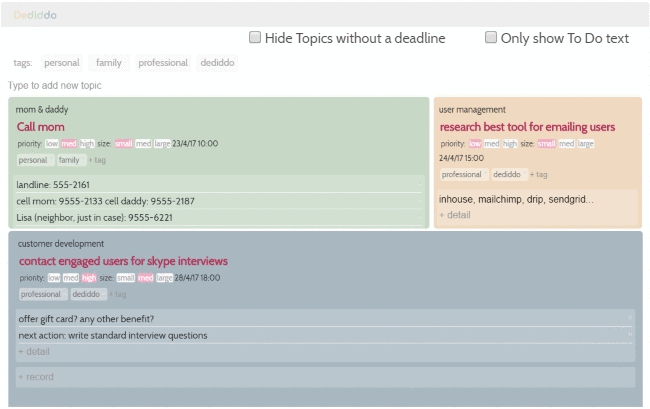 Dediddo
Hide Topics without a deadline
Only show To Do text
tags: personal family professional dediddo
Type to add new topic
mom & daddy
Call mom
priority: low med high size: small med large 23/4/17 10:00
personal family + tag
landline: 555-2161
cell mom: 9555-2133 cell daddy: 9555-2187
Lisa (neighbor, just in case): 9555-6221
user management
research best tool for emailing users
priority: low med high size: small med large
24/4/17 15:00
professional dediddo + tag
inhouse, mailchimp, drip, sendgrid...
+ detail
customer development
contact engaged users for skype interviews
priority: low med high size: small med large 28/4/17 18:00
professional dediddo + tag
offer gift card? any other benefit?
next action: write standard interview questions
+ detail
+ record